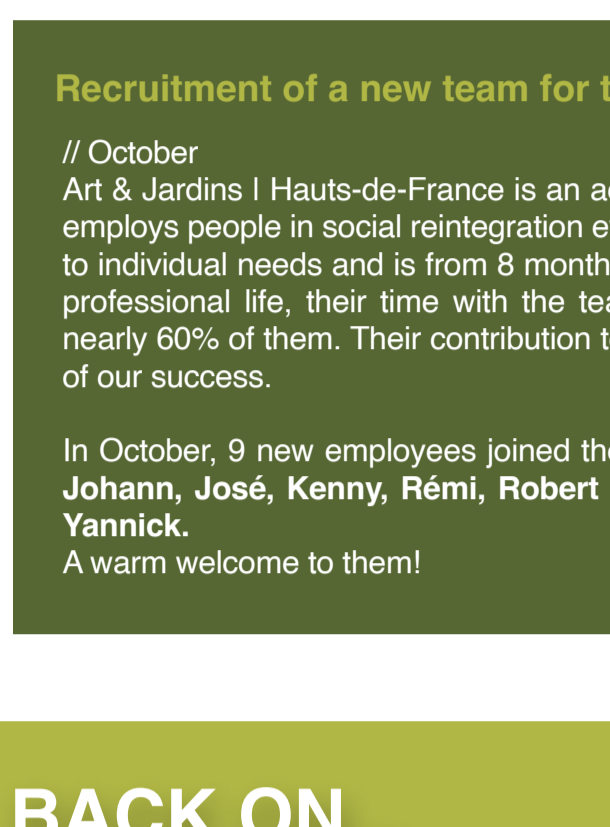 Recruitment of a new team for
// October
Art & Jardins I Hauts-de-France is an
employs people in social reintegration
to individual needs and is from 8
professional life, their time with the
nearly 60% of them. Their contribution
of our success.
In October, 9 new employees joined
Johann, José, Kenny, Rémi, Robert
Yannick.
A warm welcome to them!
BACK ON